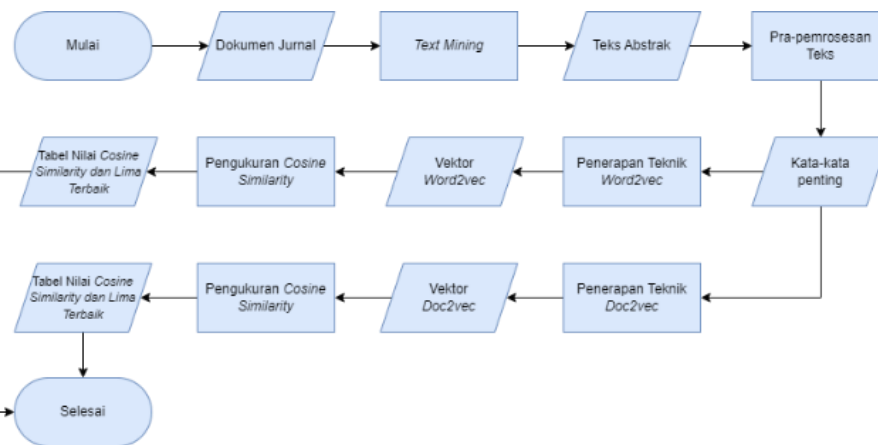 Mulai
Dokumen Jurnal
Text Mining
Teks Abstrak
Pra-pemrosesan
Teks
Tabel Nilai Cosine
Similarity dan Lima
Terbaik
Pengukuran Cosine
Similarity
Vektor
Word2vec
Penerapan Teknik
Word2vec
Kata-kata
penting
Tabel Nilai Cosine
Similarity dan Lima
Terbaik
Pengukuran Cosine
Similarity
Vektor
Doc2vec
Penerapan Teknik
Doc2vec
Selesai